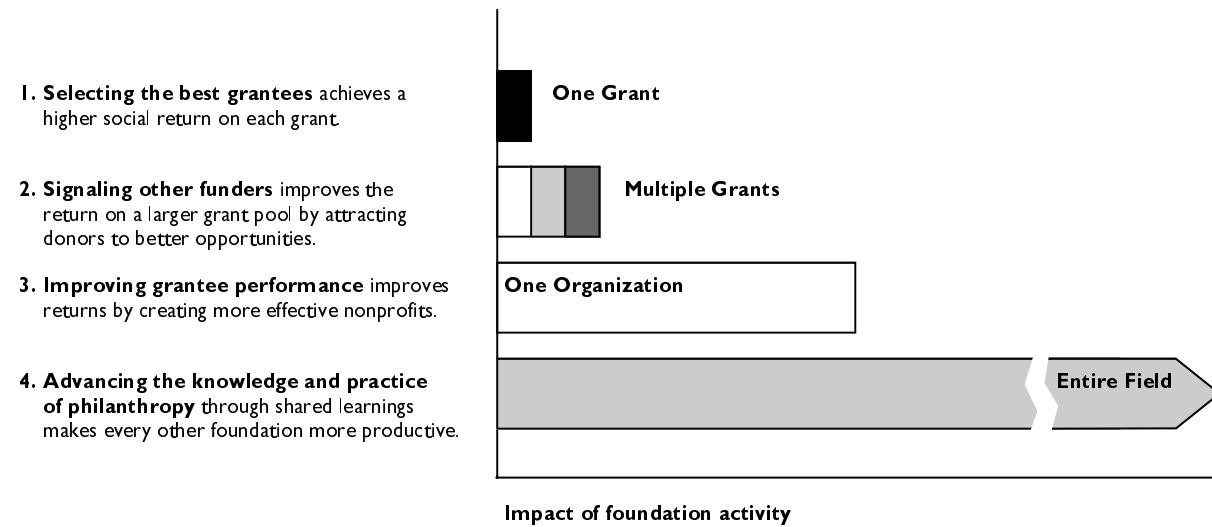 1. Selecting the best grantees achieves a
higher social return on each grant.
One Grant
2. Signaling other funders improves the
return on a larger grant pool by attracting
donors to better opportunities.
Multiple Grants
3. Improving grantee performance improves
returns by creating more effective nonprofits.
One Organization
4. Advancing the knowledge and practice
of philanthropy through shared learnings
makes every other foundation more productive.
Entire Field
Impact of foundation activity